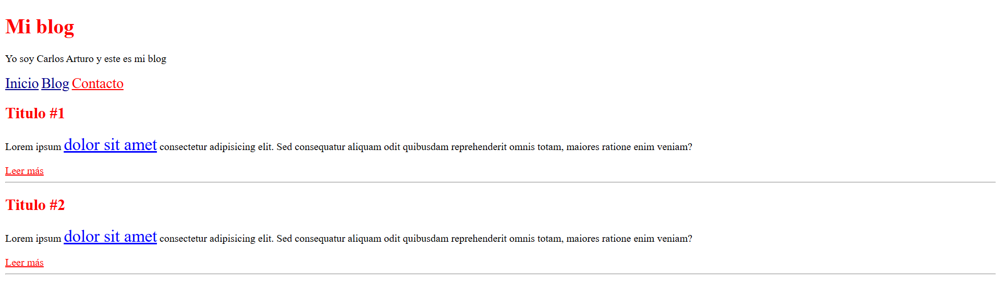 Mi blog
Yo soy Carlos Arturo y este es mi blog
Inicio Blog Contacto
Titulo #1
Lorem ipsum dolor sit amet consectetur adipisicing elit. Sed consequatur aliquam odit quibusdam reprehenderit omnis totam, maiores ratione enim veniam?
Leer más
Titulo #2
Lorem ipsum dolor sit amet consectetur adipisicing elit. Sed consequatur aliquam odit quibusdam reprehenderit omnis totam, maiores ratione enim veniam?
Leer más